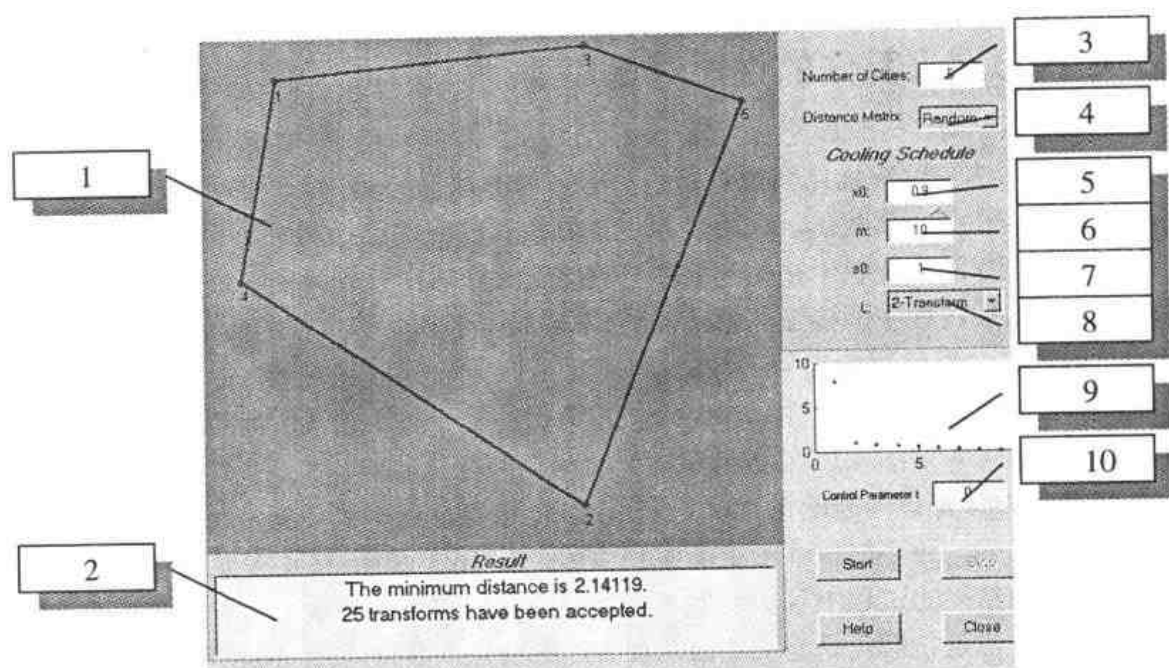 3
Number of Cities: 5
4
Distance Matrix Random
Cooling Schedule
5
x0: 0.9
6
m: 10
7
s0: 1
8
L: 2-Transform
1
1
3
5
4
2
10
5
0
0
5
9
10
Control Parameter t 0
2
Result
The minimum distance is 2.14119.
25 transforms have been accepted.
Start
Help
Close